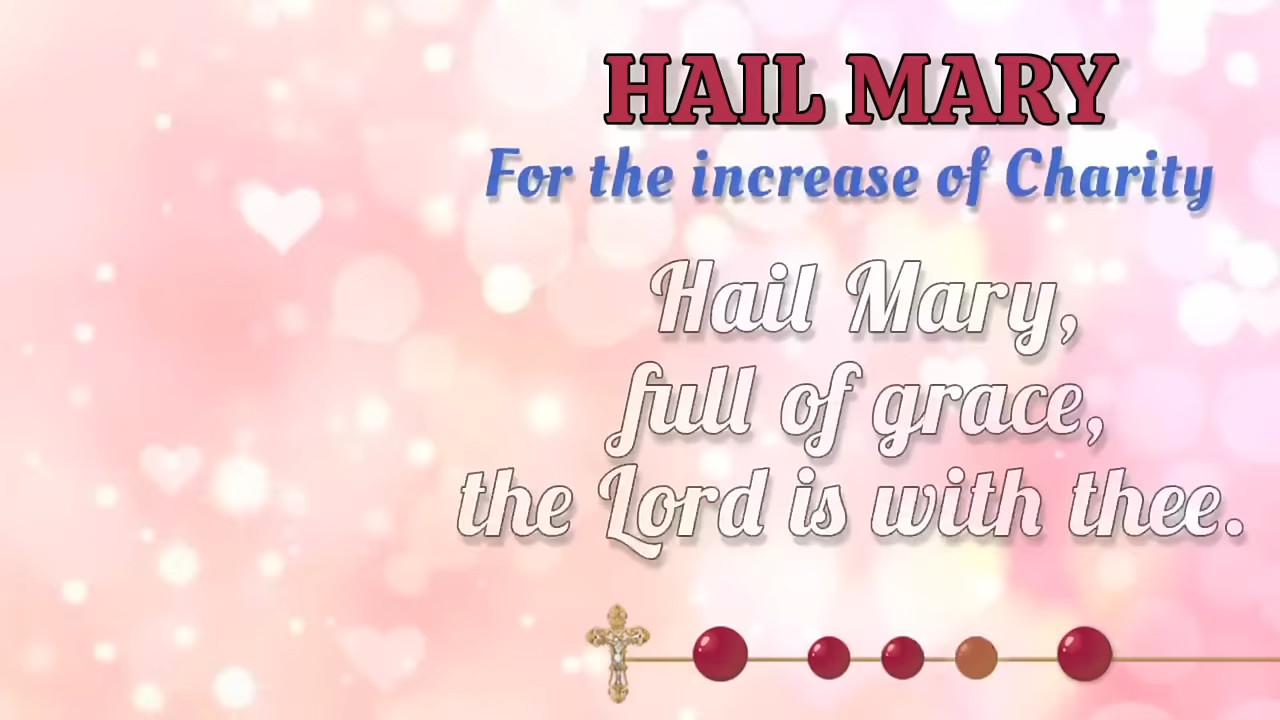 HAIL MARY
For the increase of Charity
Hail Mary,
full of grace,
the Lord is with thee.